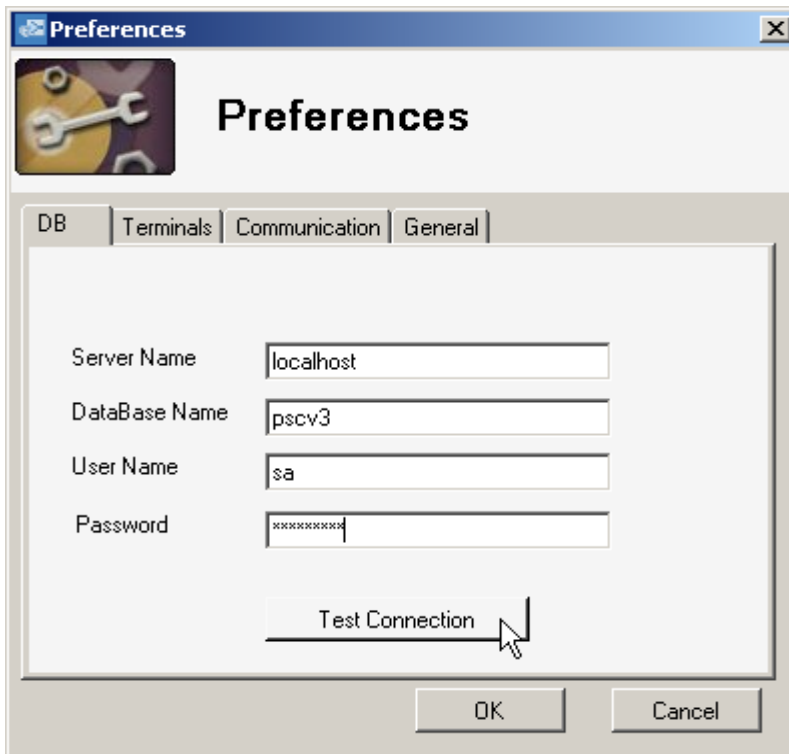 Preferences
Preferences
DB Terminals Communication General
Server Name localhost
DataBase Name pscv3
User Name sa
Password *********
Test Connection
OK Cancel